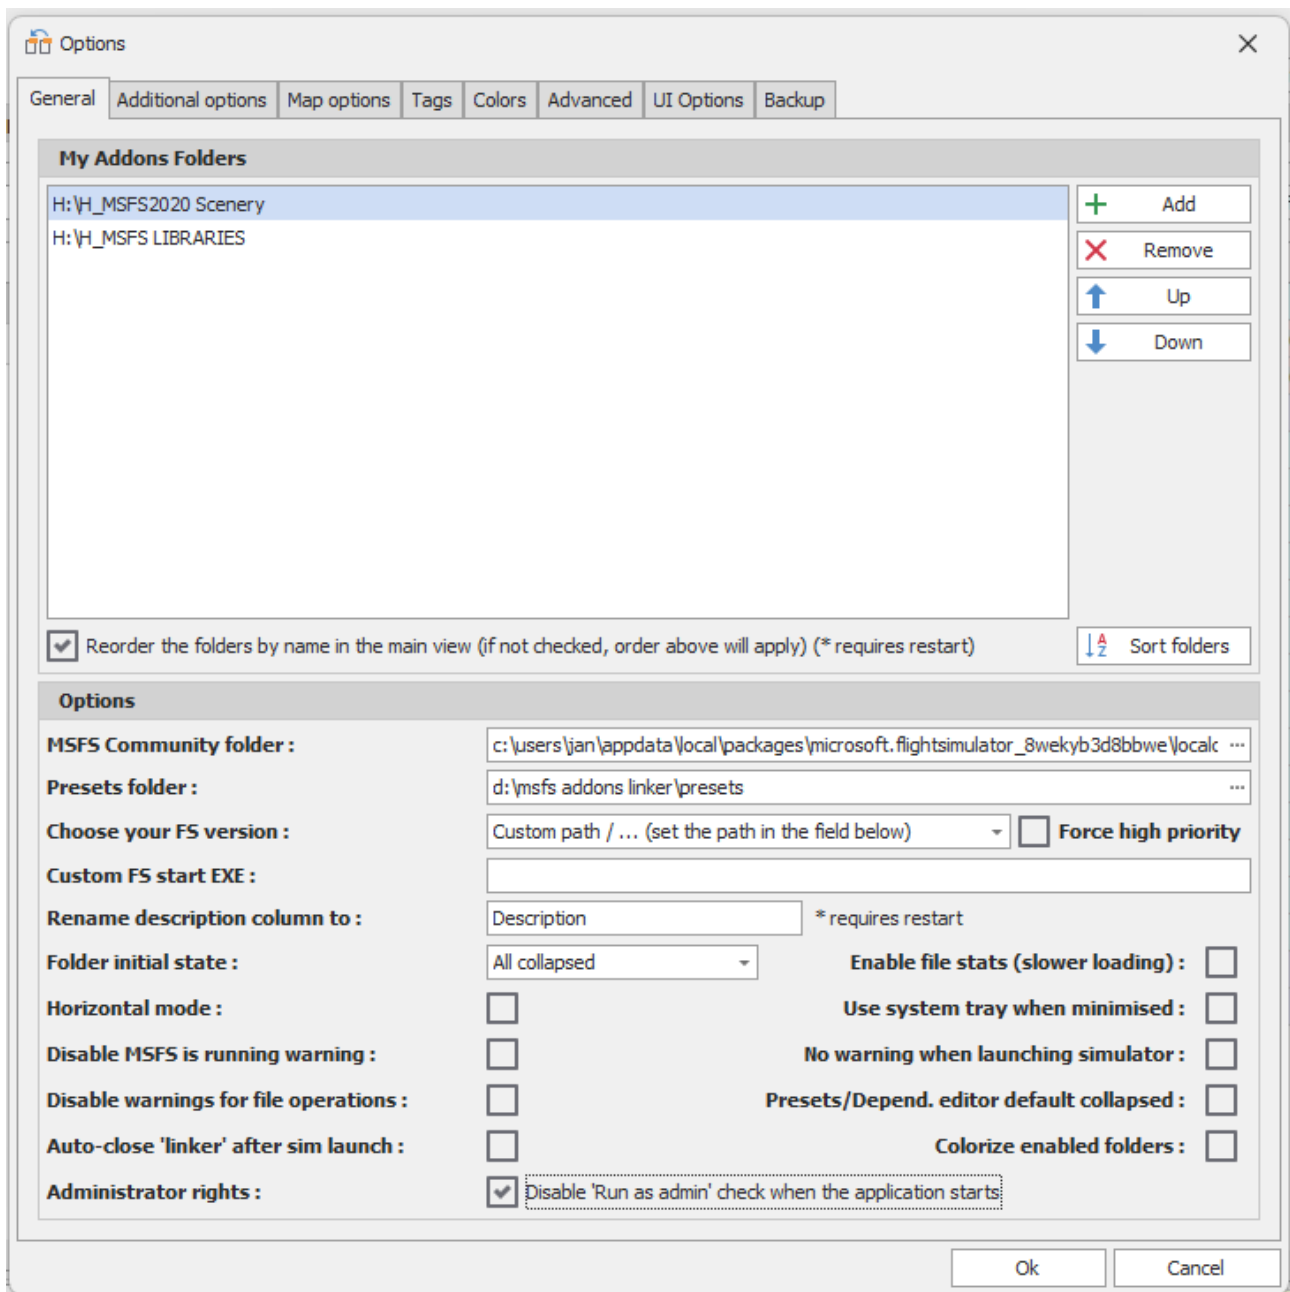 Options
General Additional options Map options Tags Colors Advanced UI Options Backup
My Addons Folders
H:\H_MSFS2020 Scenery
H:\H_MSFS LIBRARIES
Add
Remove
Up
Down
Reorder the folders by name in the main view (if not checked, order above will apply) (* requires restart)
Sort folders
Options
MSFS Community folder : c:\users\jan\appdata\local\packages\microsoft.flightsimulator_8wekyb3d8bbwe\localc ...
Presets folder : d:\msfs addons linker\presets ...
Choose your FS version : Custom path / ... (set the path in the field below) Force high priority
Custom FS start EXE :
Rename description column to : Description * requires restart
Folder initial state : All collapsed Enable file stats (slower loading) :
Horizontal mode : Use system tray when minimised :
Disable MSFS is running warning : No warning when launching simulator :
Disable warnings for file operations : Presets/Depend. editor default collapsed :
Auto-close 'linker' after sim launch : Colorize enabled folders :
Administrator rights : Disable 'Run as admin' check when the application starts
Ok Cancel